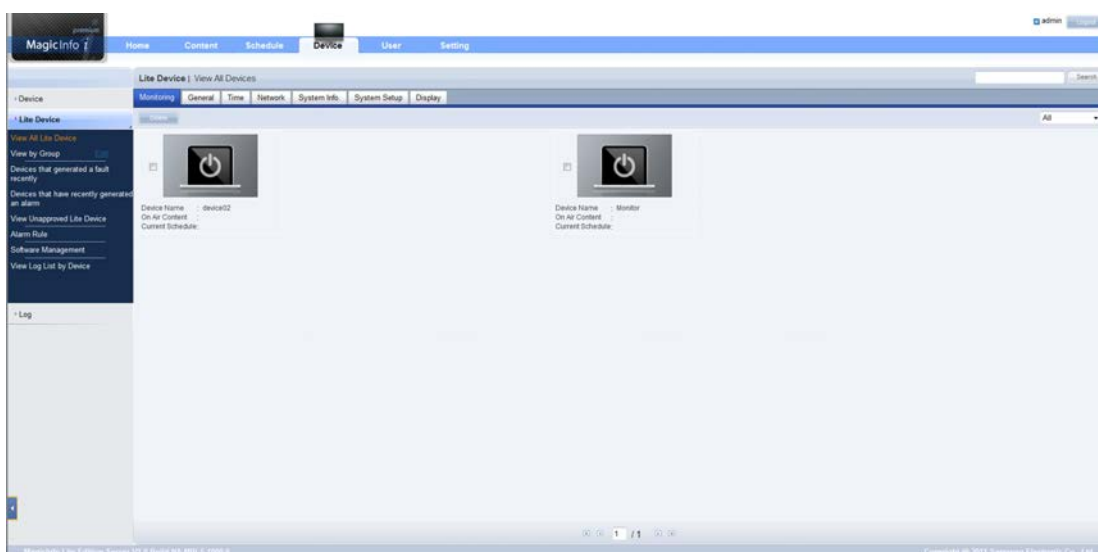 premium
MagicInfo i
Home
Content
Schedule
Device
User
Setting
admin
Lite Device | View All Devices
Search
Monitoring
General
Time
Network
System Info.
System Setup
Display
All
Device
Lite Device
View All Lite Device
View by Group
Edit
Devices that generated a fault
recently
Devices that have recently generated
an alarm
View Unapproved Lite Device
Alarm Rule
Software Management
View Log List by Device
Log
Device Name : device02
On Air Content :
Current Schedule:
Device Name : Monitor
On Air Content :
Current Schedule:
1 / 1